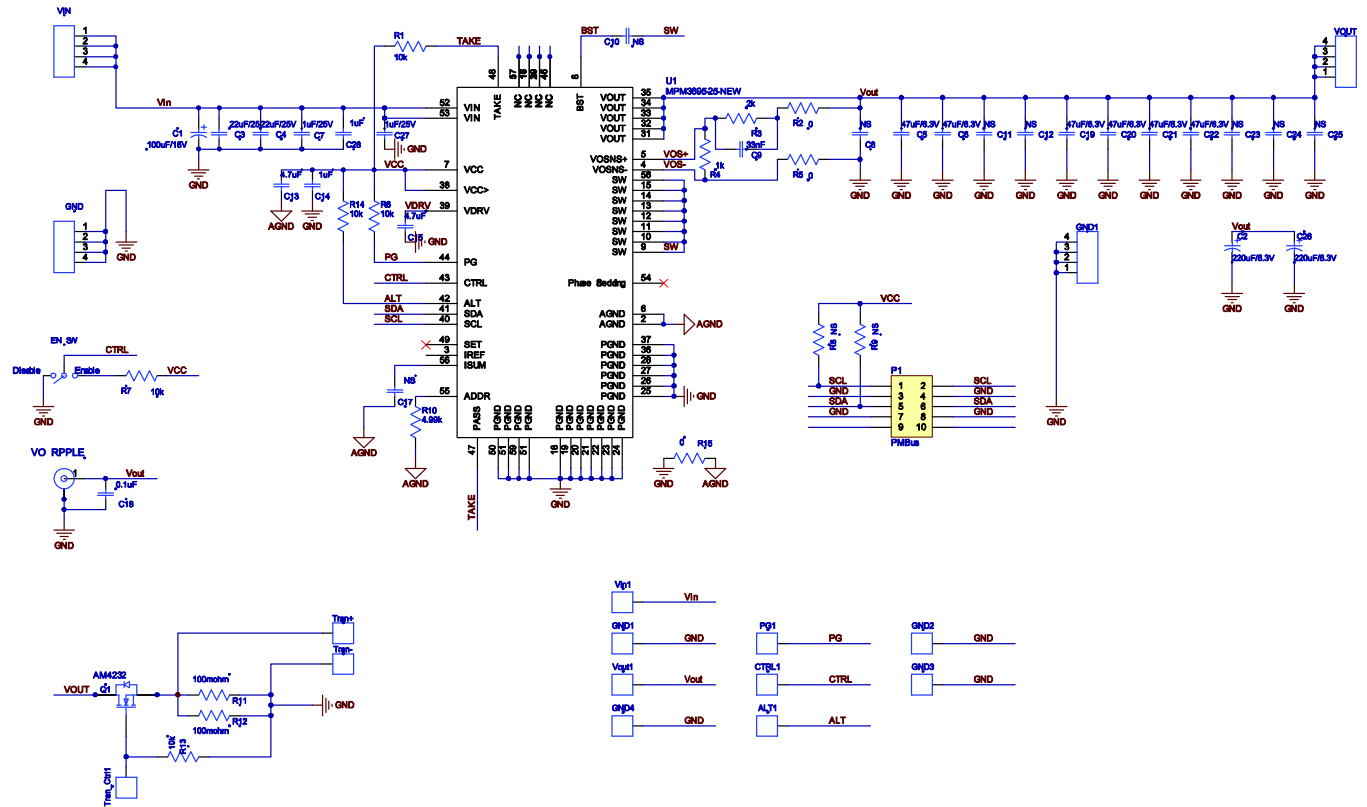 VIN
1
2
3
4
Vin
C1
100uF/16V
22uF/25V
C3
22uF/25V
C4
1uF/25V
C7
1uF
C26
1uF/25V
C27
GND
GND
R1
10k
TAKE
BST
C10
NS
SW
48
57
46
6
TAKE
NC
NC
NC
NC
BST
U1
MPM3695-25-NEW
52
53
VIN
VIN
7
VCC
VCC
38
VCC>
39
VDRV
VDRV
44
PG
PG
43
CTRL
CTRL
42
ALT
ALT
41
SDA
SDA
40
SCL
SCL
49
SET
3
IREF
56
ISUM
55
ADDR
PASS
47
TAKE
4.7uF
C13
AGND
1uF
C14
GND
R14
10k
R6
10k
4.7uF
GND
NS
C17
AGND
R10
4.99k
AGND
VOUT
VOUT
VOUT
VOUT
VOUT
35
34
33
32
31
VOSNS+
5
VOS+
VOSNS-
4
VOS-
SW
SW
SW
SW
SW
SW
SW
SW
58
15
14
13
12
11
10
9
SW
Phase Sedding
54
AGND
AGND
6
2
AGND
PGND
PGND
PGND
PGND
PGND
PGND
37
36
28
27
26
25
GND
PGND
PGND
PGND
PGND
50
51
59
51
PGND
PGND
PGND
PGND
PGND
PGND
PGND
18
19
20
21
22
23
24
GND
2k
R3
33nF
C9
R2
0
1k
R4
R5
0
Vout
NS
C8
47uF/6.3V
C5
47uF/6.3V
C6
NS
C11
NS
C12
47uF/6.3V
C19
47uF/6.3V
C20
47uF/6.3V
C21
47uF/6.3V
C22
NS
C23
NS
C24
NS
C25
GND
GND
GND
GND
GND
GND
GND
GND
GND
GND
GND
GND
VOUT
4
3
2
1
GND
1
2
3
4
GND
GND1
4
3
2
1
GND
Vout
C2
220uF/6.3V
GND
C26
220uF/6.3V
GND
EN_SW
CTRL
Disable
Enable
R7
10k
VCC
GND
VCC
R8
NS
R9
NS
P1
SCL
GND
SDA
GND
1
3
5
7
9
2
4
6
8
10
SCL
GND
SDA
GND
PMBus
0
R15
GND
AGND
VO_RPPLE
1
Vout
0.1uF
C18
GND
Tran+
Tran-
AM4232
VOUT
Q1
100mohm
R11
R12
100mohm
GND
10k
R13
Tran_Ctrl1
Vin1
Vin
GND1
GND
Vout1
Vout
GND4
GND
PG1
PG
CTRL1
CTRL
ALT1
ALT
GND2
GND
GND3
GND